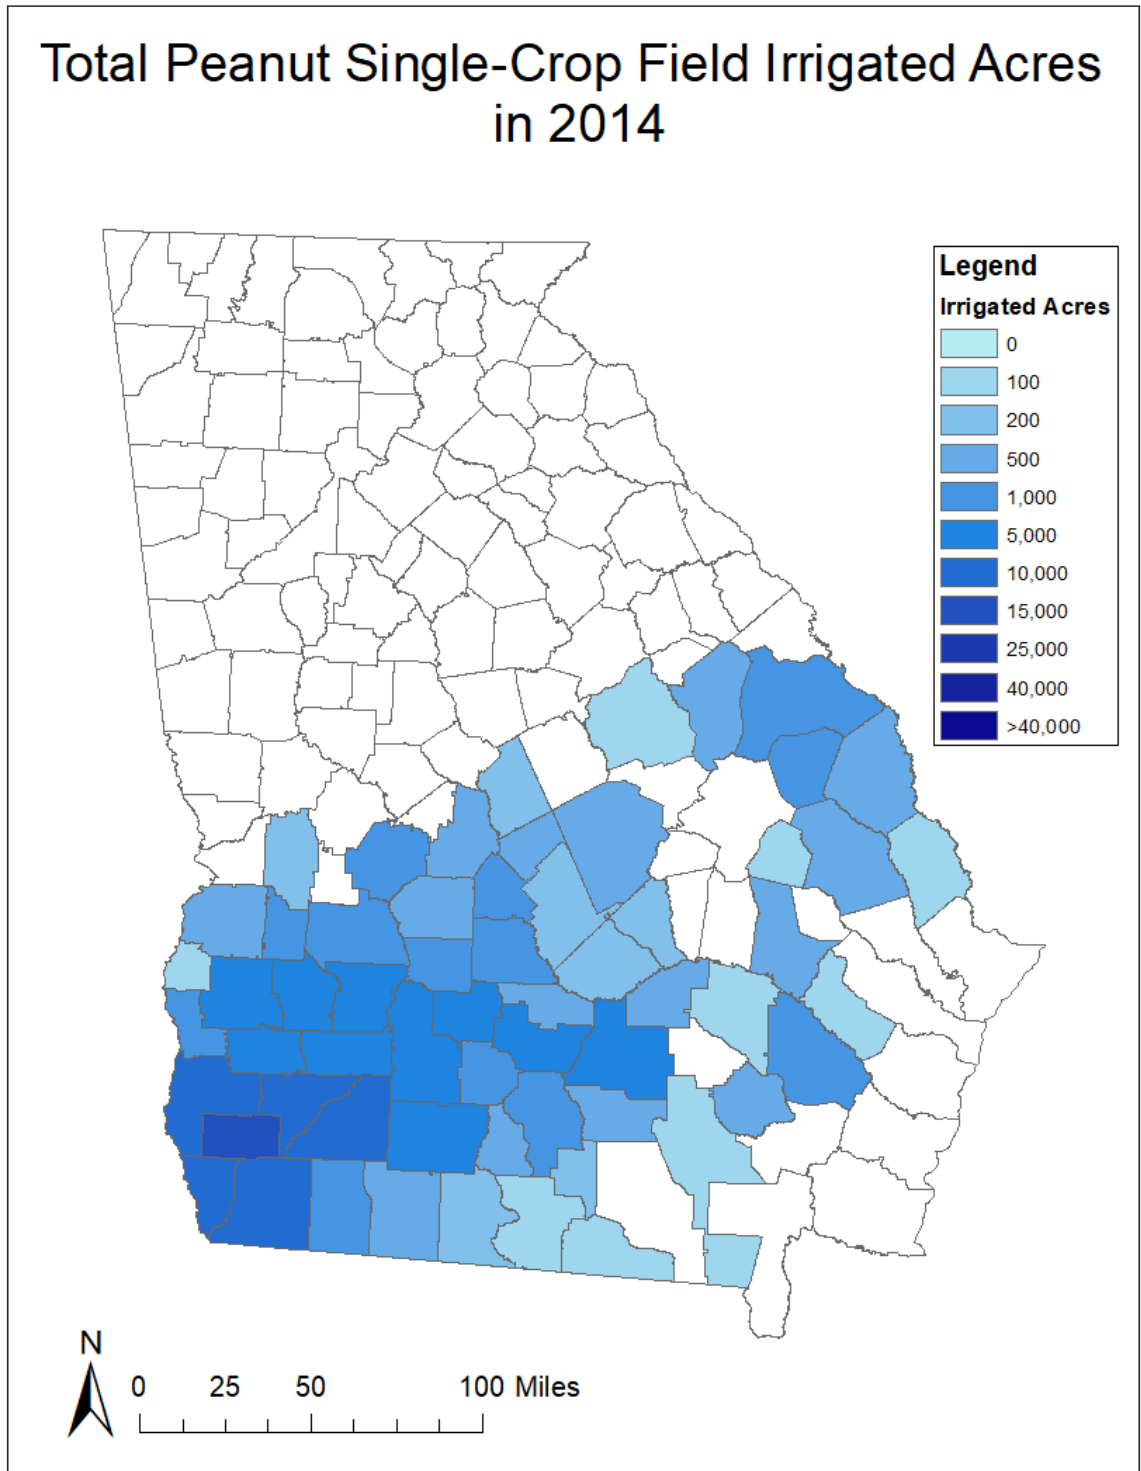 Total Peanut Single-Crop Field Irrigated Acres
in 2014
Legend
Irrigated Acres
0
100
200
500
1,000
5,000
10,000
15,000
25,000
40,000
>40,000
N
0 25 50 100 Miles